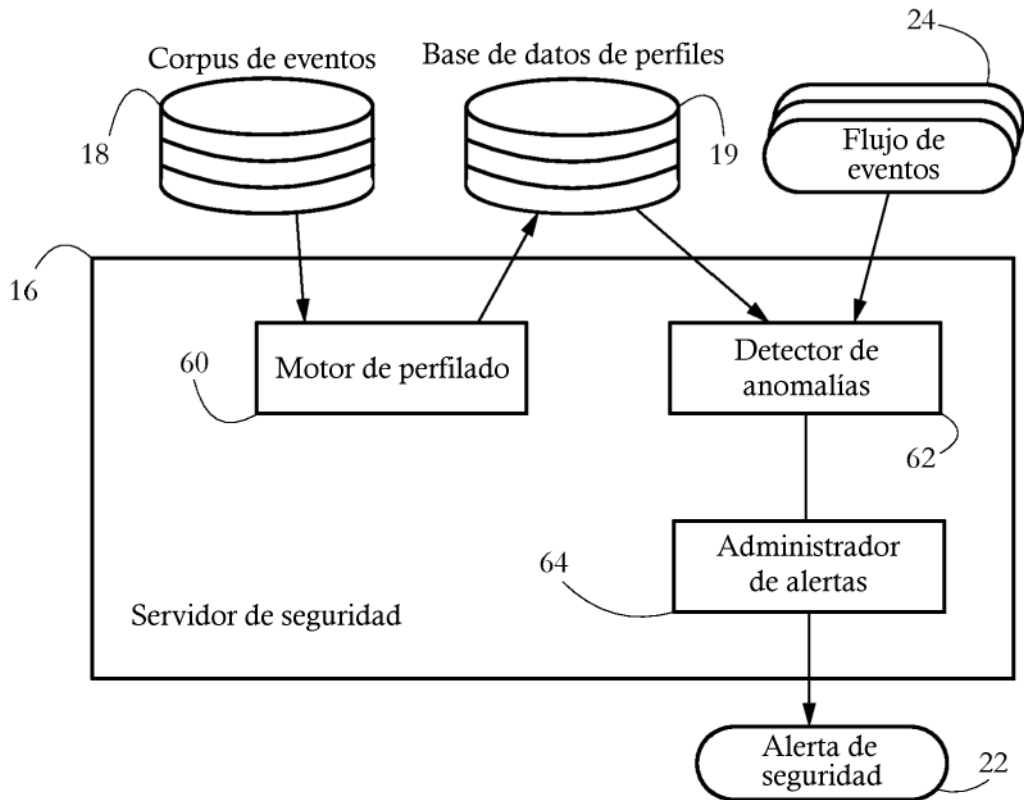 24
Corpus de eventos
Base de datos de perfiles
18
19
Flujo de
eventos
16
60
Motor de perfilado
Detector de
anomalías
62
64
Administrador
de alertas
Servidor de seguridad
Alerta de
seguridad
22